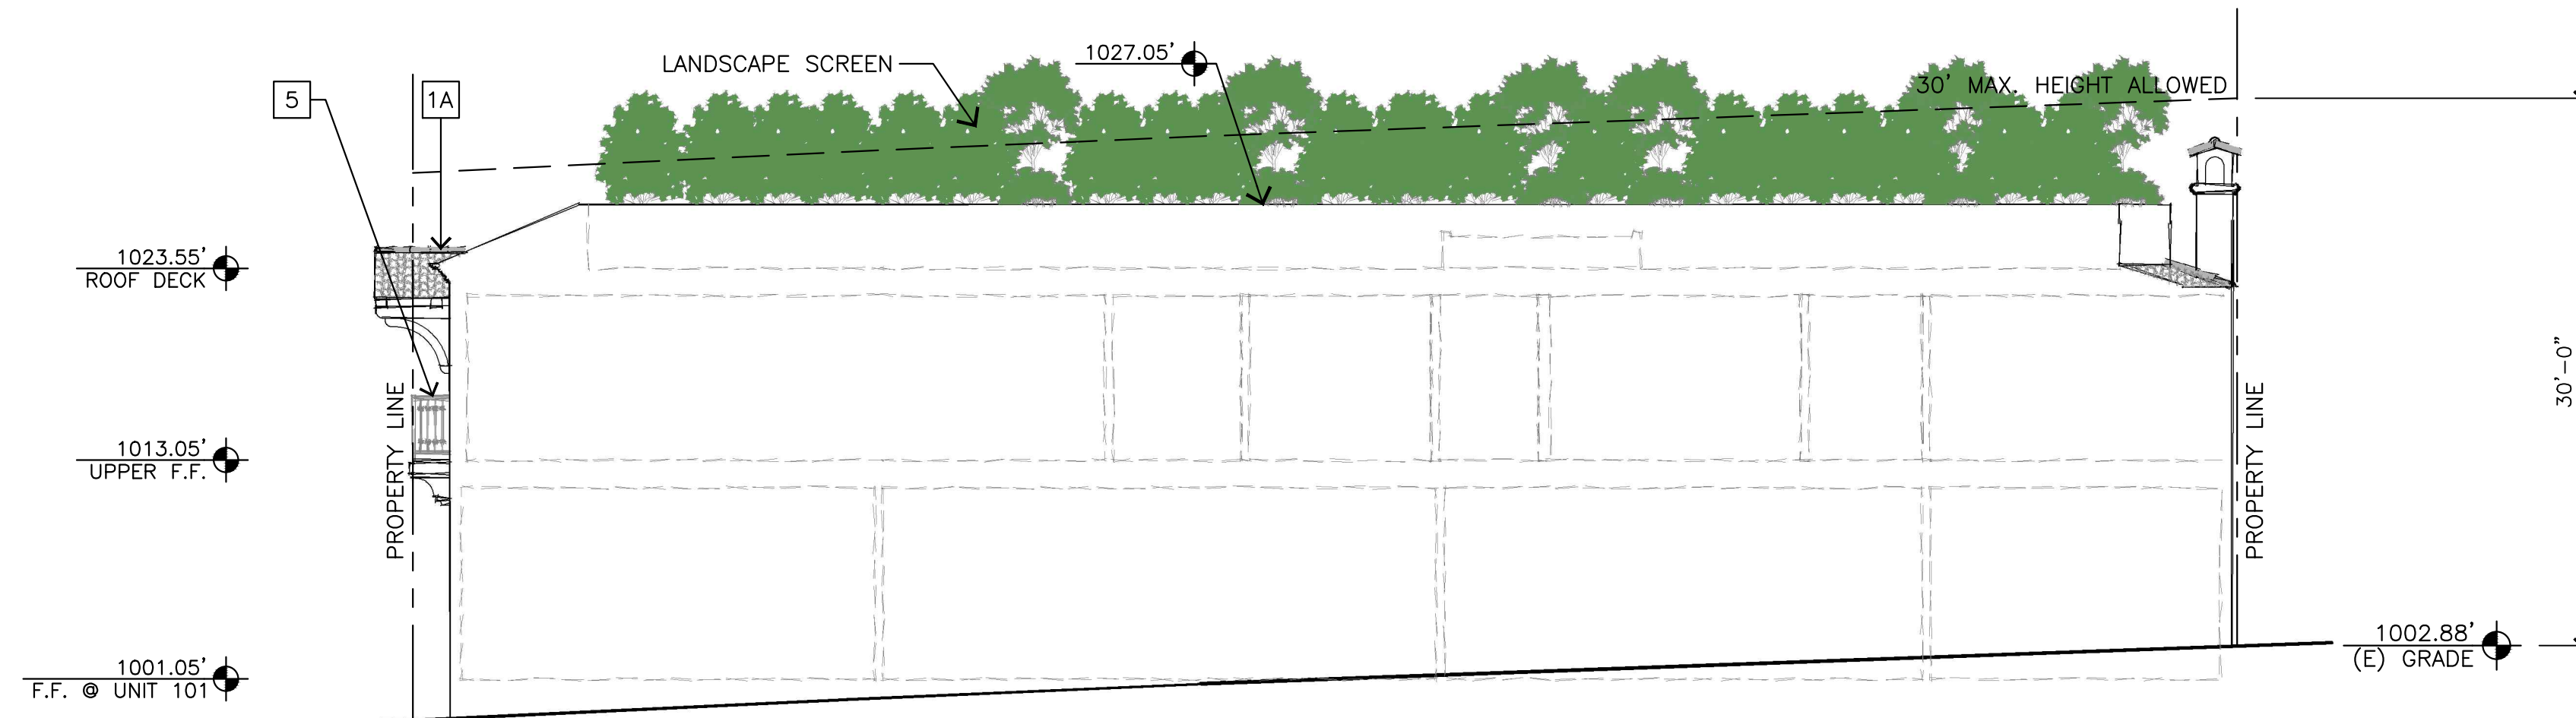 1027.05'
LANDSCAPE SCREEN
30' MAX. HEIGHT ALLOWED
5
1A
1023.55'
ROOF DECK
1013.05'
UPPER F.F.
1001.05'
F.F. @ UNIT 101
PROPERTY LINE
PROPERTY LINE
30'-0"
1002.88'
(E) GRADE